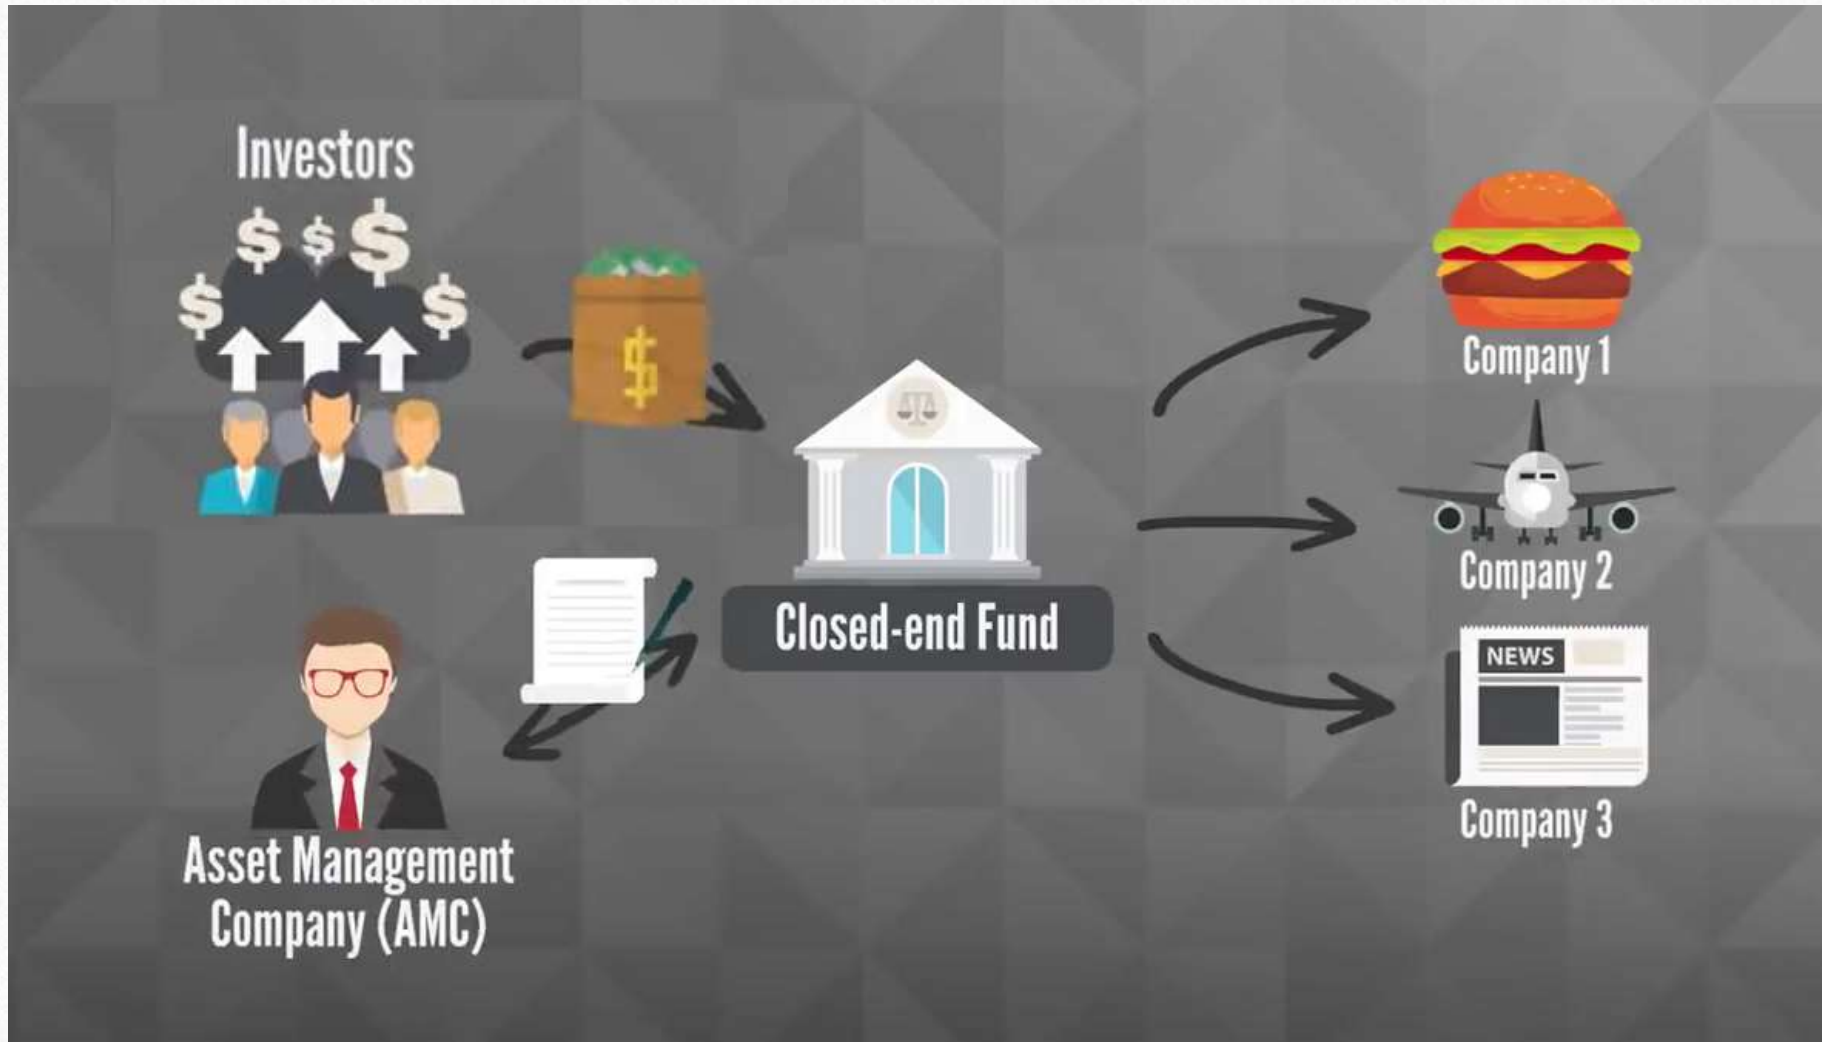 Investors
$ $ $ $ $
$
Closed-end Fund
Asset Management
Company (AMC)
Company 1
Company 2
NEWS
Company 3